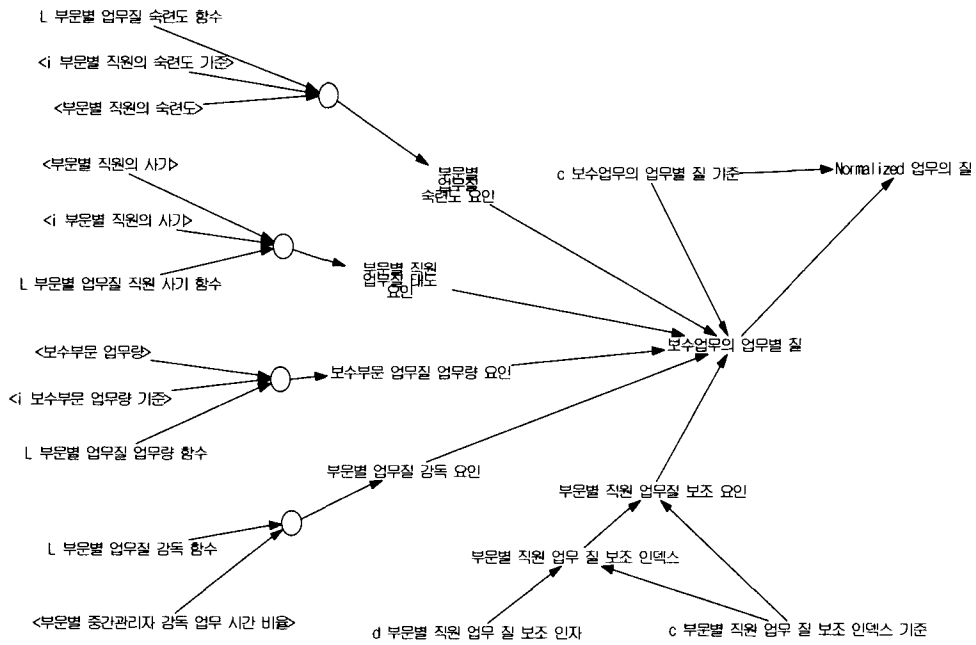 L 부문별 업무질 숙련도 함수
<i 부문별 직원의 숙련도 기준>
<부문별 직원의 숙련도>
부문별
업무질
숙련도 요인
<부문별 직원의 사기>
<i 부문별 직원의 사기>
L 부문별 업무질 직원 사기 함수
부문별 직원
업무질 태도
요인
c 보수업무의 업무별 질 기준
Normalized 업무의 질
보수업무의 업무별 질
<보수부문 업무량>
<i 보수부문 업무량 기준>
L 부문별 업무질 업무량 함수
보수부문 업무질 업무량 요인
부문별 업무질 감독 요인
L 부문별 업무질 감독 함수
<부문별 중간관리자 감독 업무 시간 비율>
부문별 직원 업무질 보조 요인
부문별 직원 업무 질 보조 인덱스
d 부문별 직원 업무 질 보조 인자
c 부문별 직원 업무 질 보조 인덱스 기준